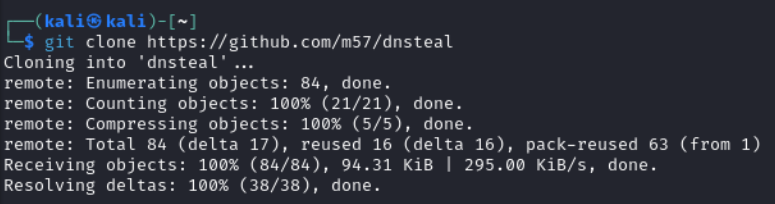 ┌──(kali㉿kali)-[~]
└─$ git clone https://github.com/m57/dnsteal
Cloning into 'dnsteal'...
remote: Enumerating objects: 84, done.
remote: Counting objects: 100% (21/21), done.
remote: Compressing objects: 100% (5/5), done.
remote: Total 84 (delta 17), reused 16 (delta 16), pack-reused 63 (from 1)
Receiving objects: 100% (84/84), 94.31 KiB | 295.00 KiB/s, done.
Resolving deltas: 100% (38/38), done.